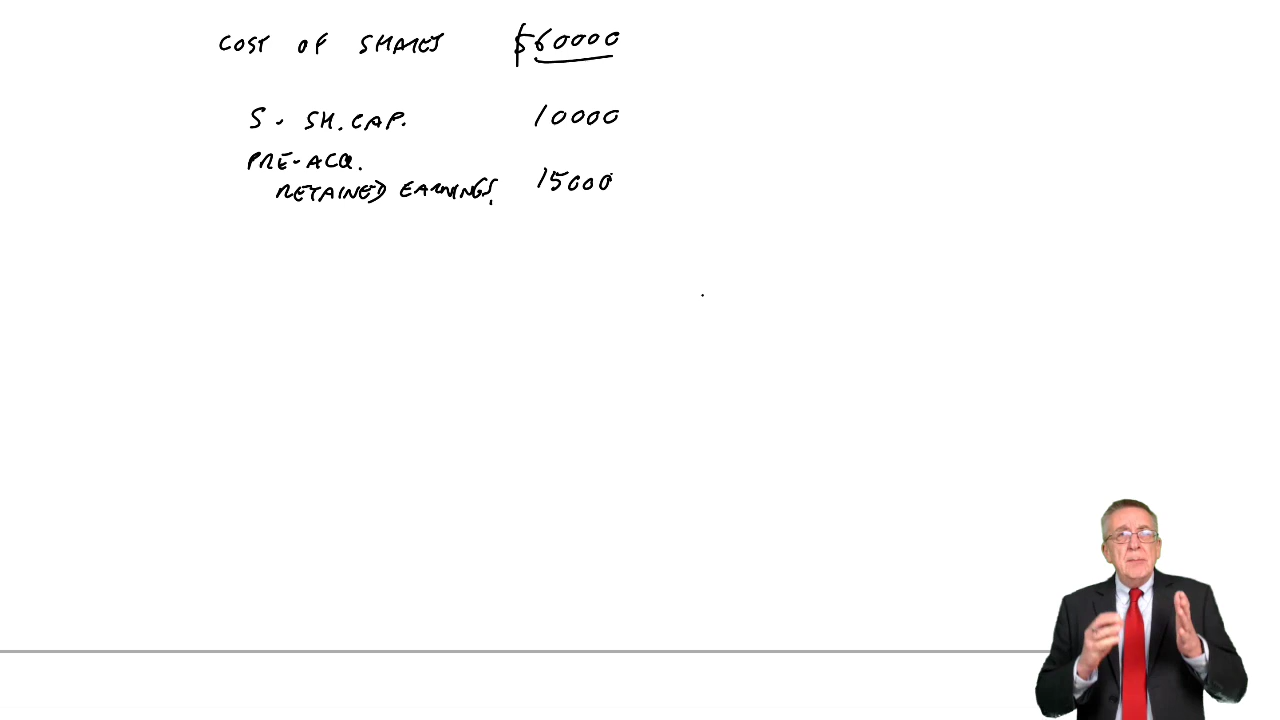 COST OF SHARES $60000
S. SH. CAP. 10000
PRE-ACQ.
RETAINED EARNINGS. 15000